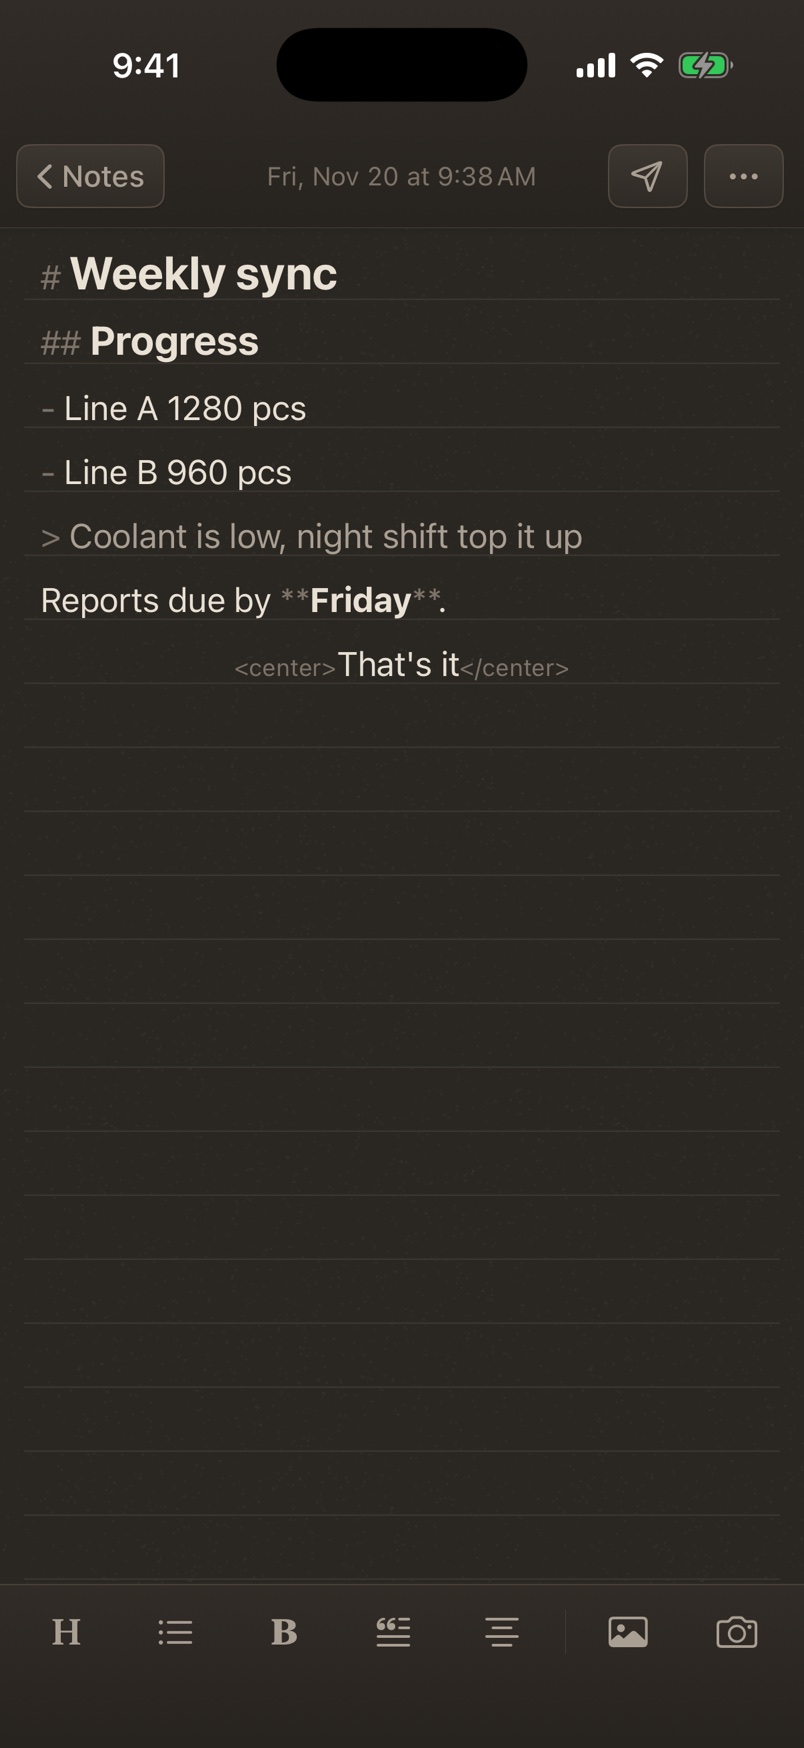 9:41
Notes
Fri, Nov 20 at 9:38 AM
# Weekly sync
## Progress
- Line A 1280 pcs
- Line B 960 pcs
> Coolant is low, night shift top it up
Reports due by **Friday**.
<center>That's it</center>
H
B